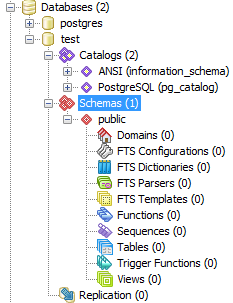 Databases (2)
postgres
test
Catalogs (2)
ANSI (information_schema)
PostgreSQL (pg_catalog)
Schemas (1)
public
Domains (0)
FTS Configurations (0)
FTS Dictionaries (0)
FTS Parsers (0)
FTS Templates (0)
Functions (0)
Sequences (0)
Tables (0)
Trigger Functions (0)
Views (0)
Replication (0)